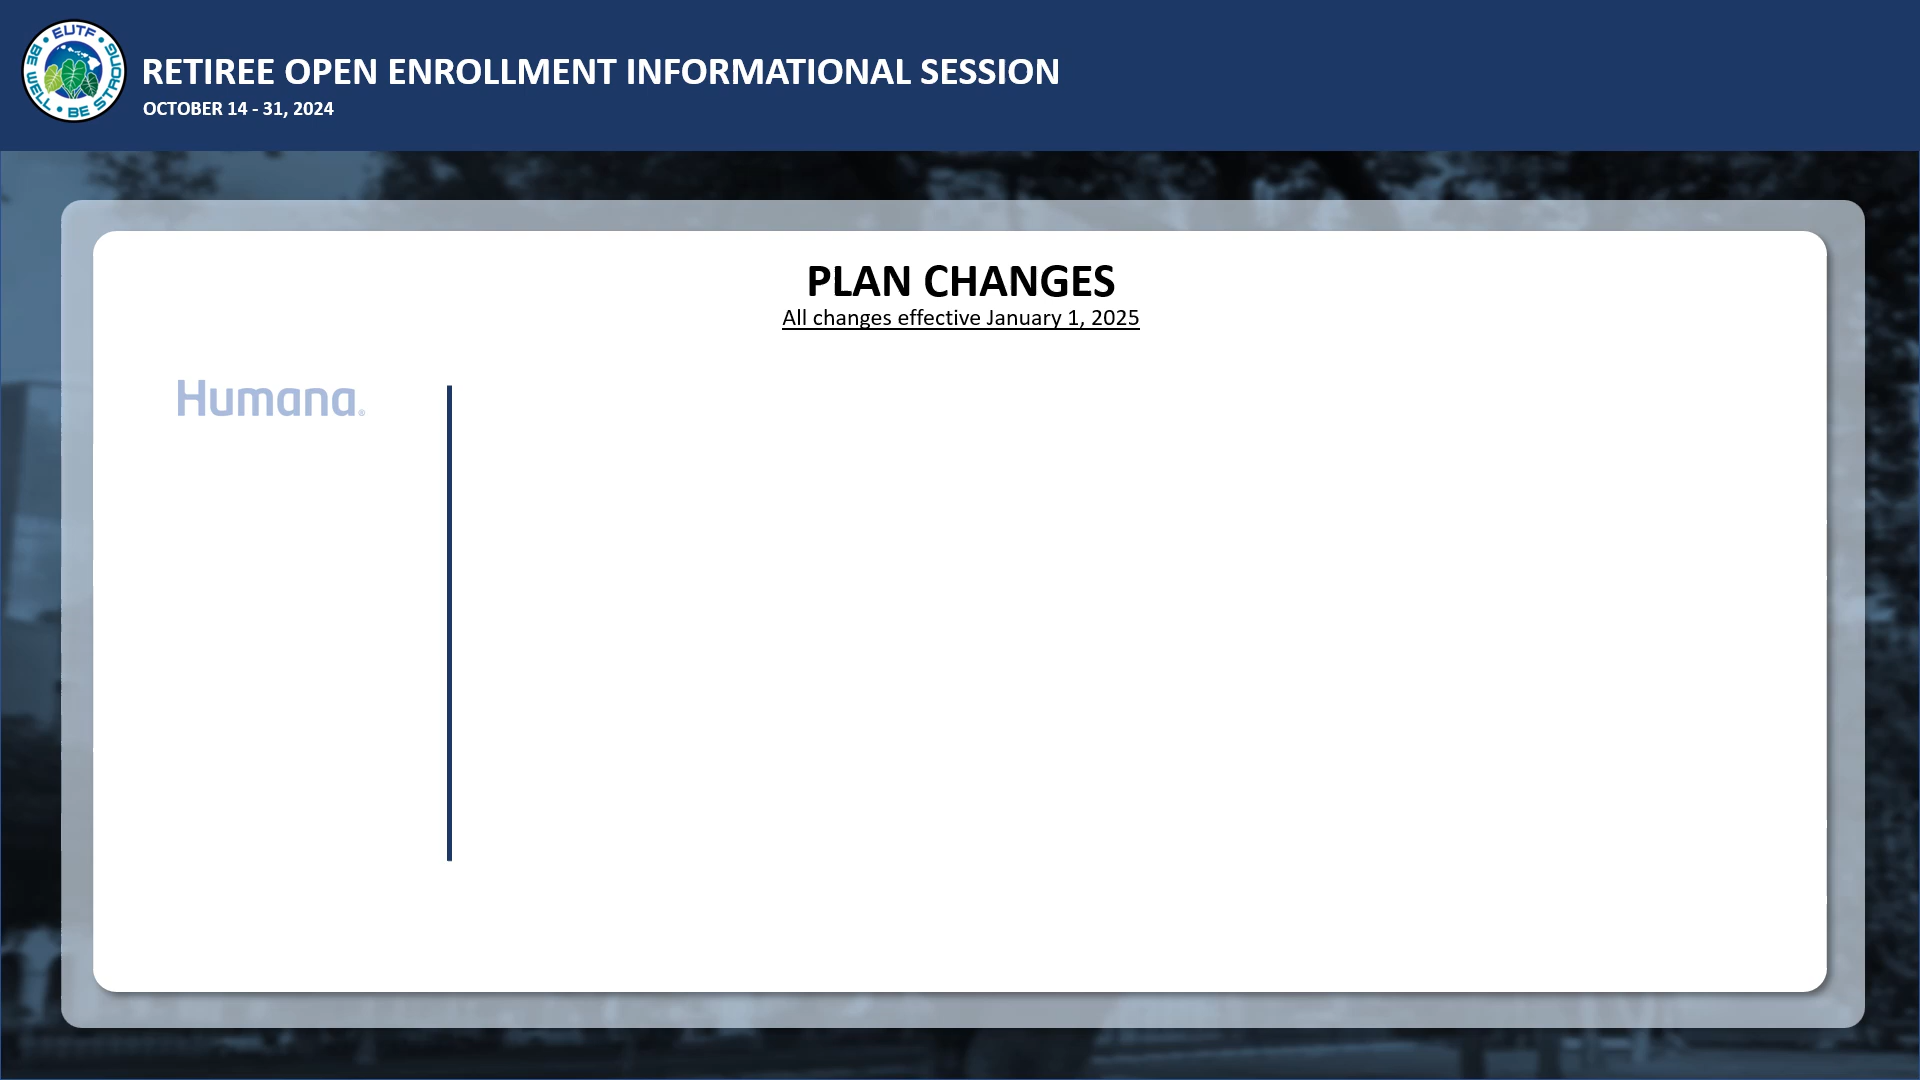 EUTF
BE WELL • BE STRONG
RETIREE OPEN ENROLLMENT INFORMATIONAL SESSION
OCTOBER 14 - 31, 2024
PLAN CHANGES
All changes effective January 1, 2025
Humana®